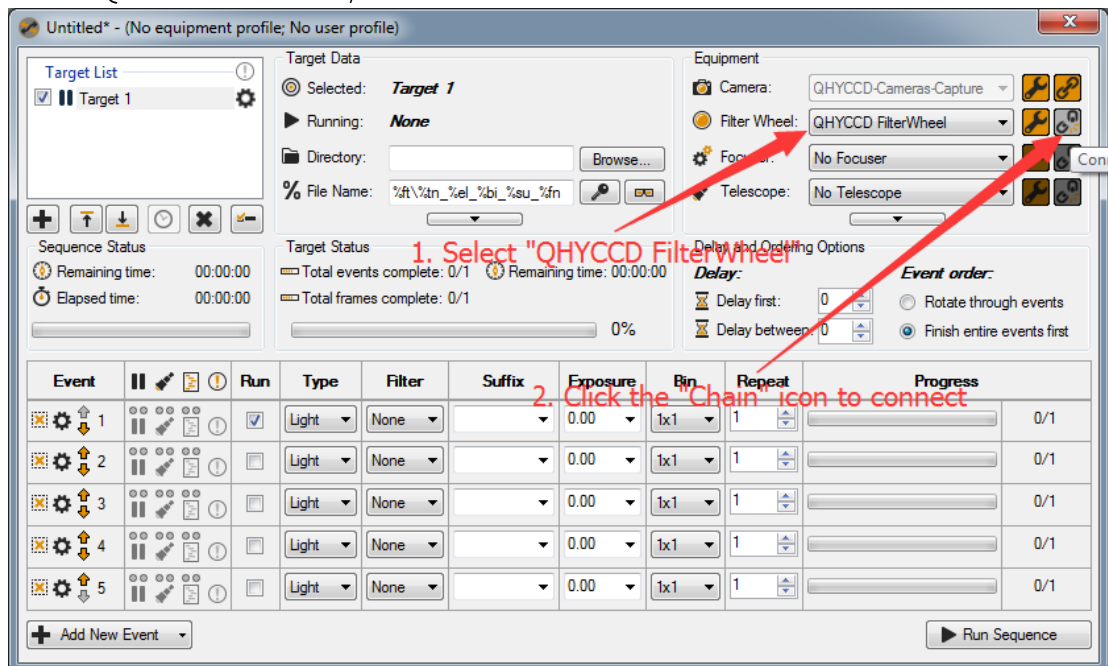 Untitled* - (No equipment profile; No user profile)
Target List
Target 1
Target Data
Selected: Target 1
Running: None
Directory: Browse...
File Name: %ft\%tn_%el_%bi_%su_%fn
Equipment
Camera: QHYCCD-Cameras-Capture
Filter Wheel: QHYCCD FilterWheel
Focuser: No Focuser
Conn
Telescope: No Telescope
1. Select "QHYCCD FilterWheel"
Sequence Status
Remaining time: 00:00:00
Elapsed time: 00:00:00
Target Status
Total events complete: 0/1 Remaining time: 00:00:00
Total frames complete: 0/1
0%
Delay and Ordering Options
Delay: Event order:
Delay first: 0 Rotate through events
Delay between: 0 Finish entire events first
2. Click the "Chain" icon to connect
Event Run Type Filter Suffix Exposure Bin Repeat Progress
1 Light None 0.00 1x1 1 0/1
2 Light None 0.00 1x1 1 0/1
3 Light None 0.00 1x1 1 0/1
4 Light None 0.00 1x1 1 0/1
5 Light None 0.00 1x1 1 0/1
Add New Event Run Sequence